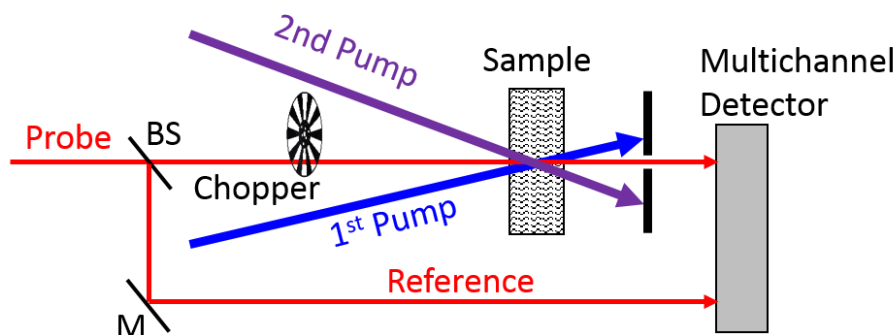 2nd Pump
Sample
Multichannel
Detector
Probe
BS
Chopper
1st Pump
Reference
M